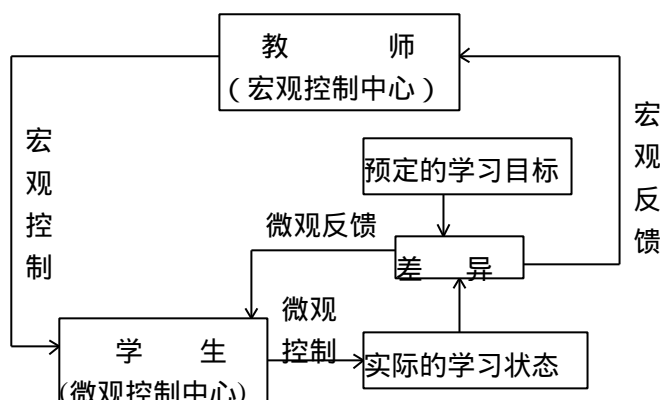 教 师
（宏观控制中心）
宏观控制
宏观反馈
预定的学习目标
微观反馈
差 异
微观
控制
学 生
(微观控制中心)
实际的学习状态